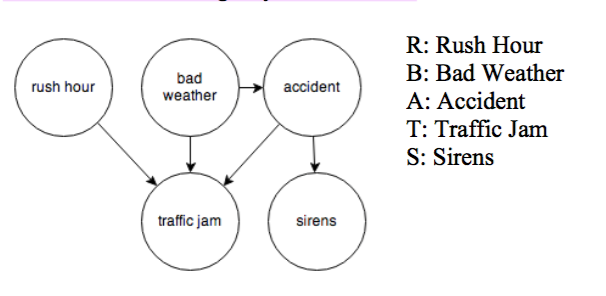 rush hour
bad
weather
accident
traffic jam
sirens
R: Rush Hour
B: Bad Weather
A: Accident
T: Traffic Jam
S: Sirens